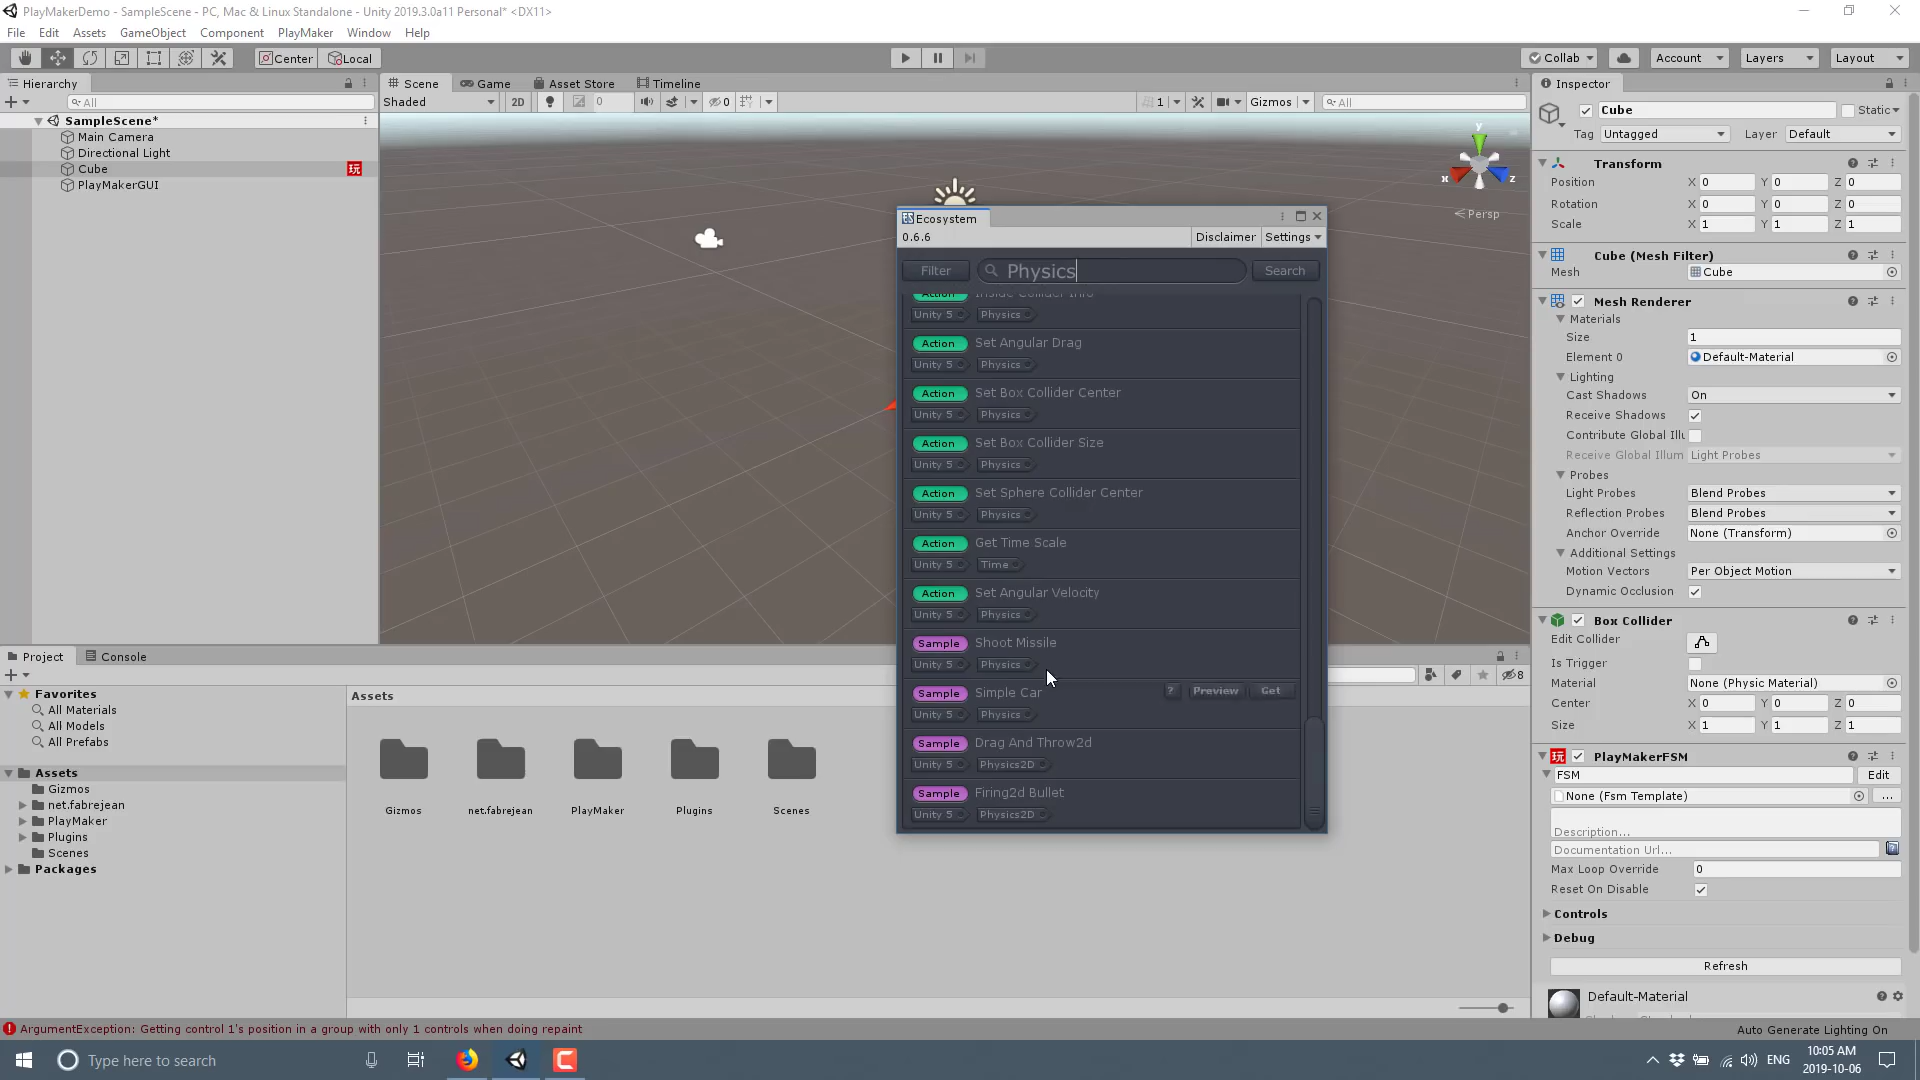 PlayMakerDemo - SampleScene - PC, Mac & Linux Standalone - Unity 2019.3.0a11 Personal* <DX11>
File Edit Assets GameObject Component PlayMaker Window Help
Center Local Collab Account Layers Layout
Hierarchy Scene Game Asset Store Timeline Inspector
All Shaded 2D 0 0 1 Gizmos All
Cube Static
SampleScene*
Main Camera
Directional Light
Cube 玩
PlayMakerGUI
y
x z
Persp
Tag Untagged Layer Default
Transform
Position X 0 Y 0 Z 0
Rotation X 0 Y 0 Z 0
Scale X 1 Y 1 Z 1
Cube (Mesh Filter)
Mesh Cube
Mesh Renderer
Materials
Size 1
Element 0 Default-Material
Lighting
Cast Shadows On
Receive Shadows
Contribute Global Illu
Receive Global Illum Light Probes
Probes
Light Probes Blend Probes
Reflection Probes Blend Probes
Anchor Override None (Transform)
Additional Settings
Motion Vectors Per Object Motion
Dynamic Occlusion
Box Collider
Edit Collider
Is Trigger
Material None (Physic Material)
Center X 0 Y 0 Z 0
Size X 1 Y 1 Z 1
玩 PlayMakerFSM
FSM Edit
None (Fsm Template) ...
Description...
Documentation Url...
Max Loop Override 0
Reset On Disable
Controls
Debug
Refresh
Default-Material
Ecosystem
0.6.6 Disclaimer Settings
Filter Physics Search
Action Inside Collider Info
Unity 5 Physics
Action Set Angular Drag
Unity 5 Physics
Action Set Box Collider Center
Unity 5 Physics
Action Set Box Collider Size
Unity 5 Physics
Action Set Sphere Collider Center
Unity 5 Physics
Action Get Time Scale
Unity 5 Time
Action Set Angular Velocity
Unity 5 Physics
Sample Shoot Missile
Unity 5 Physics
Sample Simple Car ? Preview Get
Unity 5 Physics
Sample Drag And Throw2d
Unity 5 Physics2D
Sample Firing2d Bullet
Unity 5 Physics2D
Project Console
8
Favorites
All Materials
All Models
All Prefabs
Assets
Gizmos
net.fabrejean
PlayMaker
Plugins
Scenes
Packages
Assets
Gizmos net.fabrejean PlayMaker Plugins Scenes
ArgumentException: Getting control 1's position in a group with only 1 controls when doing repaint
Auto Generate Lighting On
Type here to search
ENG
10:05 AM
2019-10-06